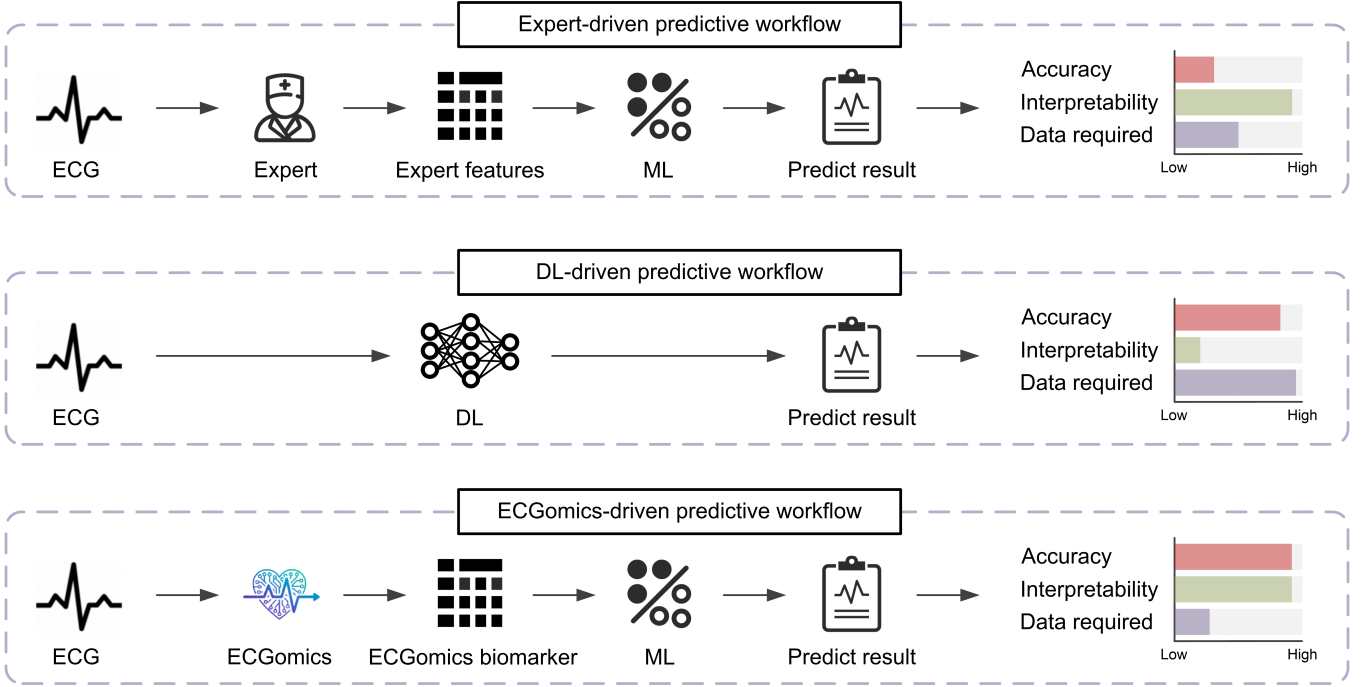 Expert-driven predictive workflow
ECG
Expert
Expert features
ML
Predict result
Accuracy
Interpretability
Data required
Low
High
DL-driven predictive workflow
ECG
DL
Predict result
Accuracy
Interpretability
Data required
Low
High
ECGomics-driven predictive workflow
ECG
ECGomics
ECGomics biomarker
ML
Predict result
Accuracy
Interpretability
Data required
Low
High